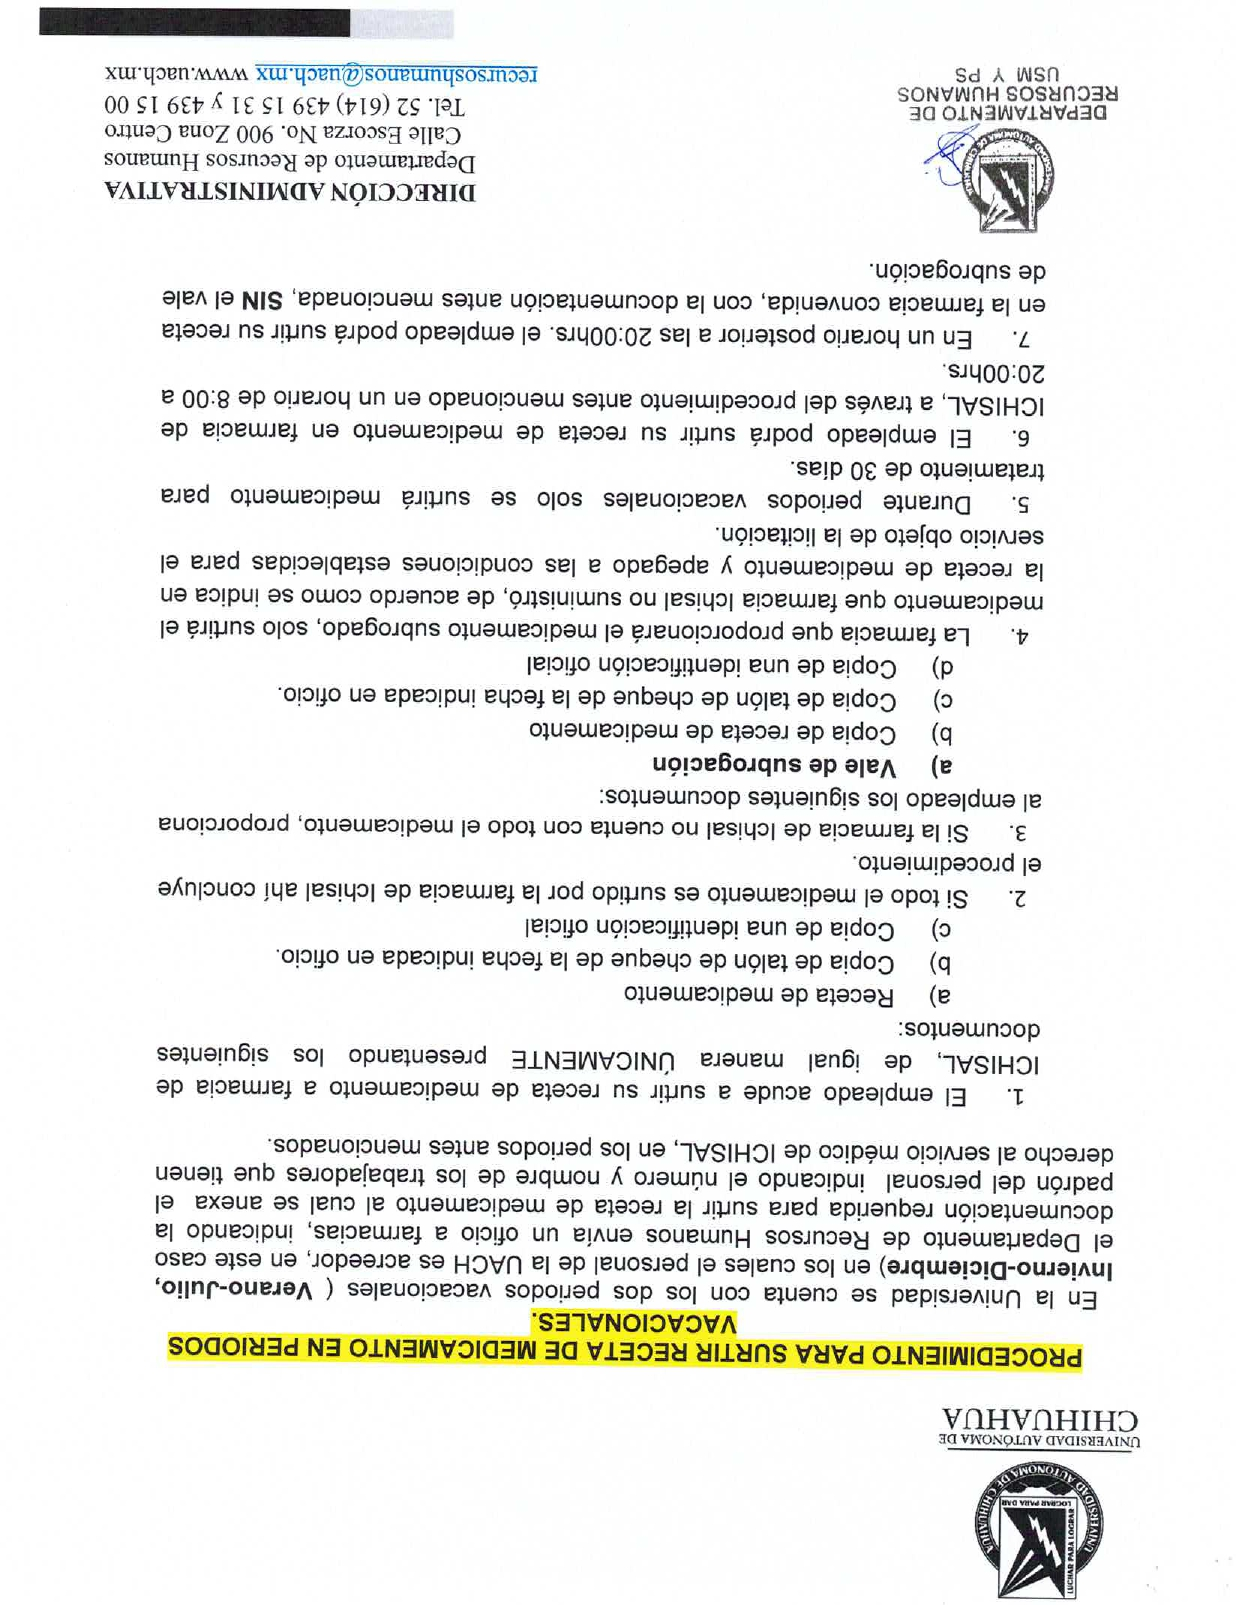 UNIVERSIDAD AUTONOMA DE CHIHUAHUA
LUCHAR PARA LOGRAR
LOGRAR PARA DAR
UNIVERSIDAD AUTÓNOMA DE
CHIHUAHUA
PROCEDIMIENTO PARA SURTIR RECETA DE MEDICAMENTO EN PERIODOS
VACACIONALES.
En la Universidad se cuenta con los dos periodos vacacionales ( Verano-Julio,
Invierno-Diciembre) en los cuales el personal de la UACH es acreedor, en este caso
el Departamento de Recursos Humanos envía un oficio a farmacias, indicando la
documentación requerida para surtir la receta de medicamento al cual se anexa el
padrón del personal indicando el número y nombre de los trabajadores que tienen
derecho al servicio médico de ICHISAL, en los periodos antes mencionados.
1. El empleado acude a surtir su receta de medicamento a farmacia de
ICHISAL, de igual manera ÚNICAMENTE presentando los siguientes
documentos:
a) Receta de medicamento
b) Copia de talón de cheque de la fecha indicada en oficio.
c) Copia de una identificación oficial
2. Si todo el medicamento es surtido por la farmacia de Ichisal ahí concluye
el procedimiento.
3. Si la farmacia de Ichisal no cuenta con todo el medicamento, proporciona
al empleado los siguientes documentos:
a) Vale de subrogación
b) Copia de receta de medicamento
c) Copia de talón de cheque de la fecha indicada en oficio.
d) Copia de una identificación oficial
4. La farmacia que proporcionará el medicamento subrogado, solo surtirá el
medicamento que farmacia Ichisal no suministró, de acuerdo como se indica en
la receta de medicamento y apegado a las condiciones establecidas para el
servicio objeto de la licitación.
5. Durante periodos vacacionales solo se surtirá medicamento para
tratamiento de 30 días.
6. El empleado podrá surtir su receta de medicamento en farmacia de
ICHISAL, a través del procedimiento antes mencionado en un horario de 8:00 a
20:00hrs.
7. En un horario posterior a las 20:00hrs. el empleado podrá surtir su receta
en la farmacia convenida, con la documentación antes mencionada, SIN el vale
de subrogación.
DEPARTAMENTO DE
RECURSOS HUMANOS
USM Y PS
DIRECCIÓN ADMINISTRATIVA
Departamento de Recursos Humanos
Calle Escorza No. 900 Zona Centro
Tel. 52 (614) 439 15 31 y 439 15 00
recursoshumanos@uach.mx www.uach.mx